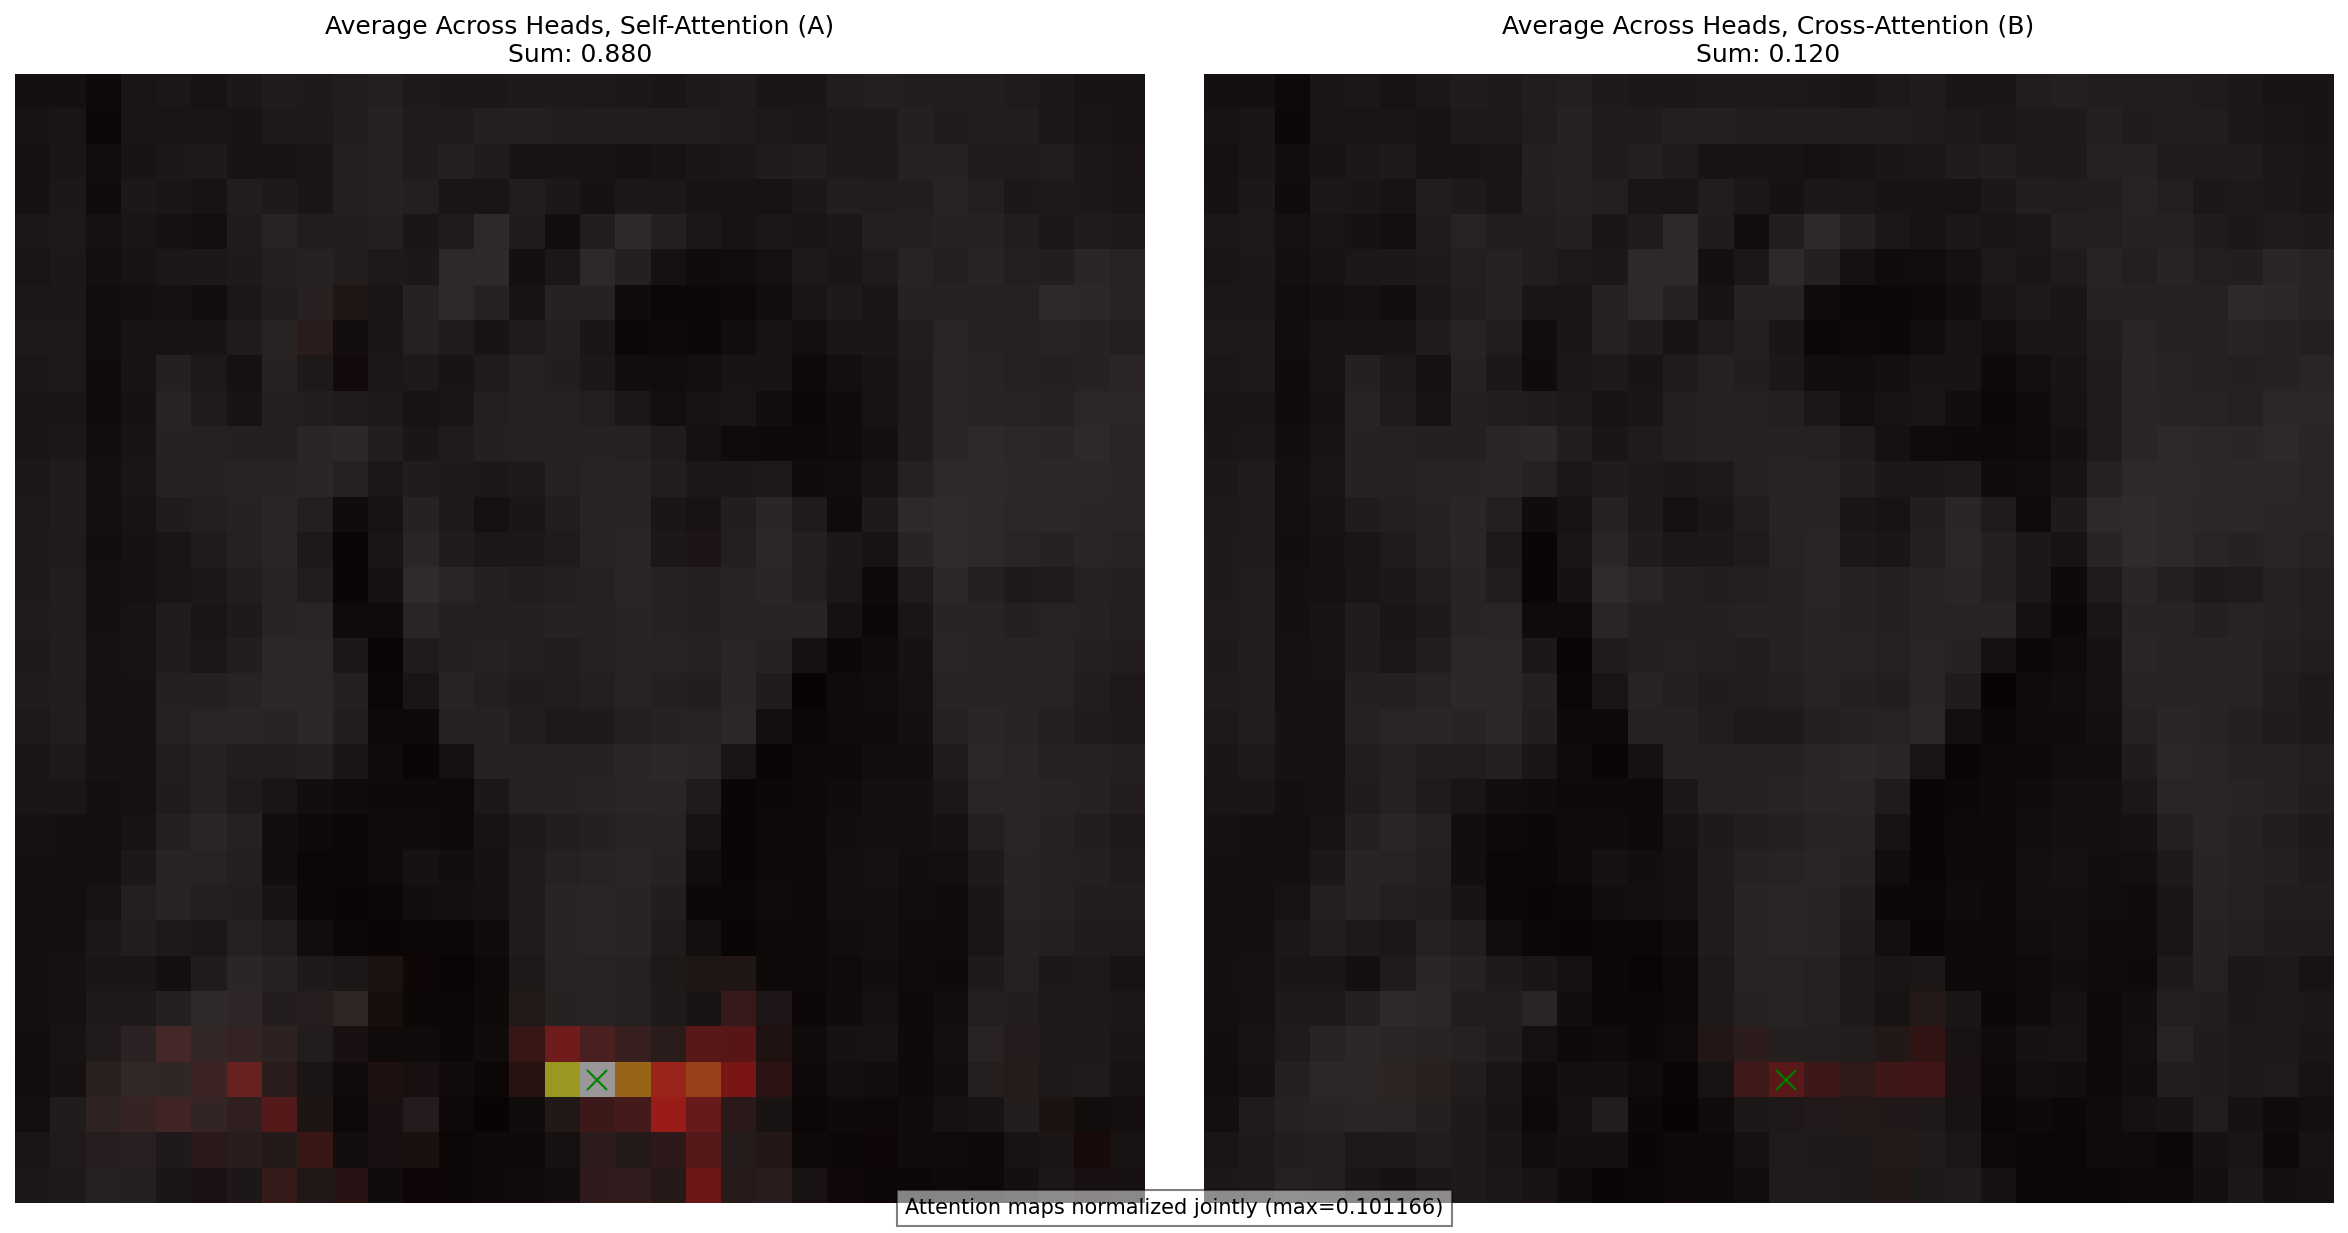 Average Across Heads, Self-Attention (A)
Sum: 0.880
Average Across Heads, Cross-Attention (B)
Sum: 0.120
Attention maps normalized jointly (max=0.101166)